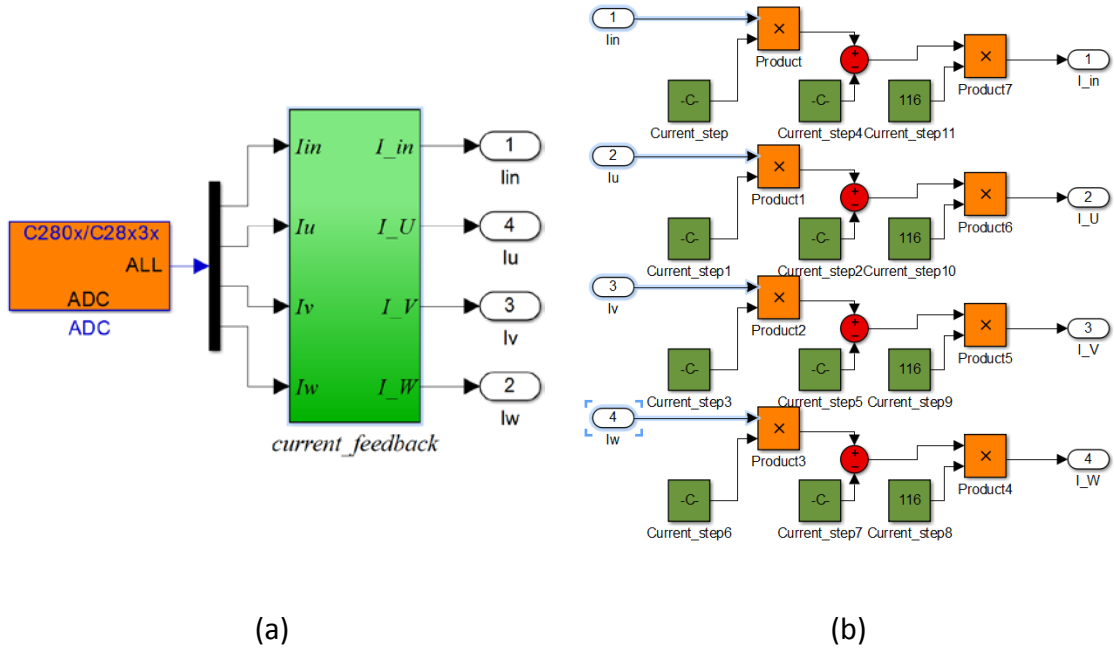 C280x/C28x3x
ALL
ADC
ADC
Iin
I_in
Iu
I_U
Iv
I_V
Iw
I_W
current_feedback
1
Iin
4
Iu
3
Iv
2
Iw
(a)
1
Iin
×
Product
-C-
Current_step
+
−
-C-
Current_step4
116
Current_step11
×
Product7
1
I_in
2
Iu
×
Product1
-C-
Current_step1
+
−
-C-
Current_step2
116
Current_step10
×
Product6
2
I_U
3
Iv
×
Product2
-C-
Current_step3
+
−
-C-
Current_step5
116
Current_step9
×
Product5
3
I_V
4
Iw
×
Product3
-C-
Current_step6
+
−
-C-
Current_step7
116
Current_step8
×
Product4
4
I_W
(b)